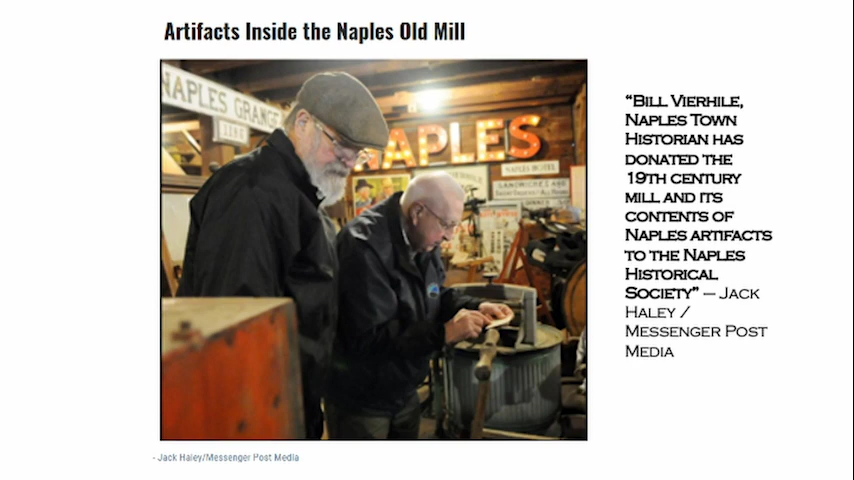 Artifacts Inside the Naples Old Mill
NAPLES GRANGE
NAPLES
NAPLES HOTEL
“BILL VIERHILE,
NAPLES TOWN
HISTORIAN HAS
DONATED THE
19TH CENTURY
MILL AND ITS
CONTENTS OF
NAPLES ARTIFACTS
TO THE NAPLES
HISTORICAL
SOCIETY” – JACK
HALEY /
MESSENGER POST
MEDIA
- Jack Haley/Messenger Post Media